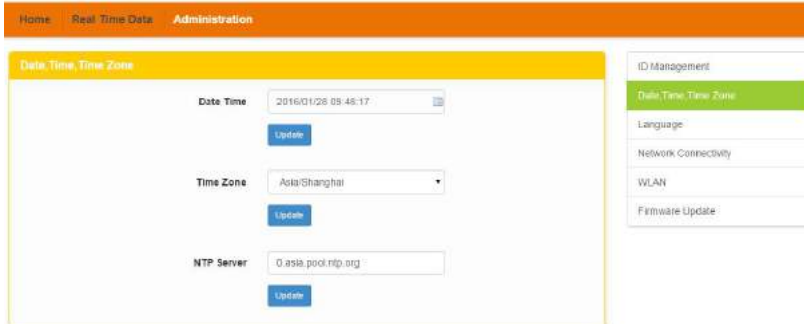 Home Real Time Data Administration
Date,Time,Time Zone
Date Time 2016/01/28 09:48:17
Update
Time Zone Asia/Shanghai
Update
NTP Server 0.asia.pool.ntp.org
Update
ID Management
Date,Time,Time Zone
Language
Network Connectivity
WLAN
Firmware Update